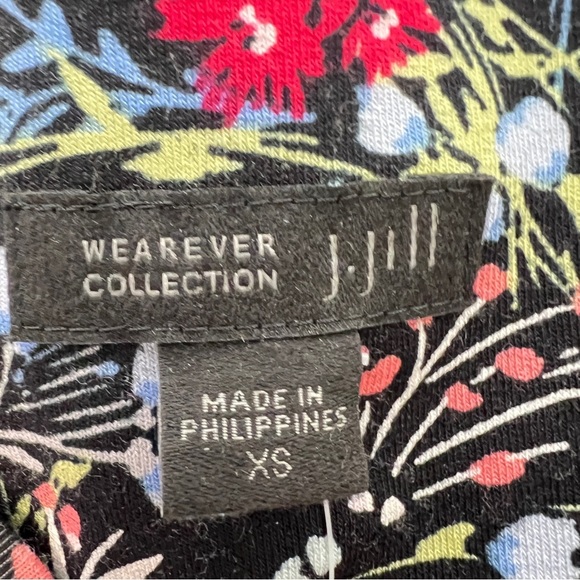 WEAREVER
COLLECTION
J.Jill
MADE IN
PHILIPPINES
XS